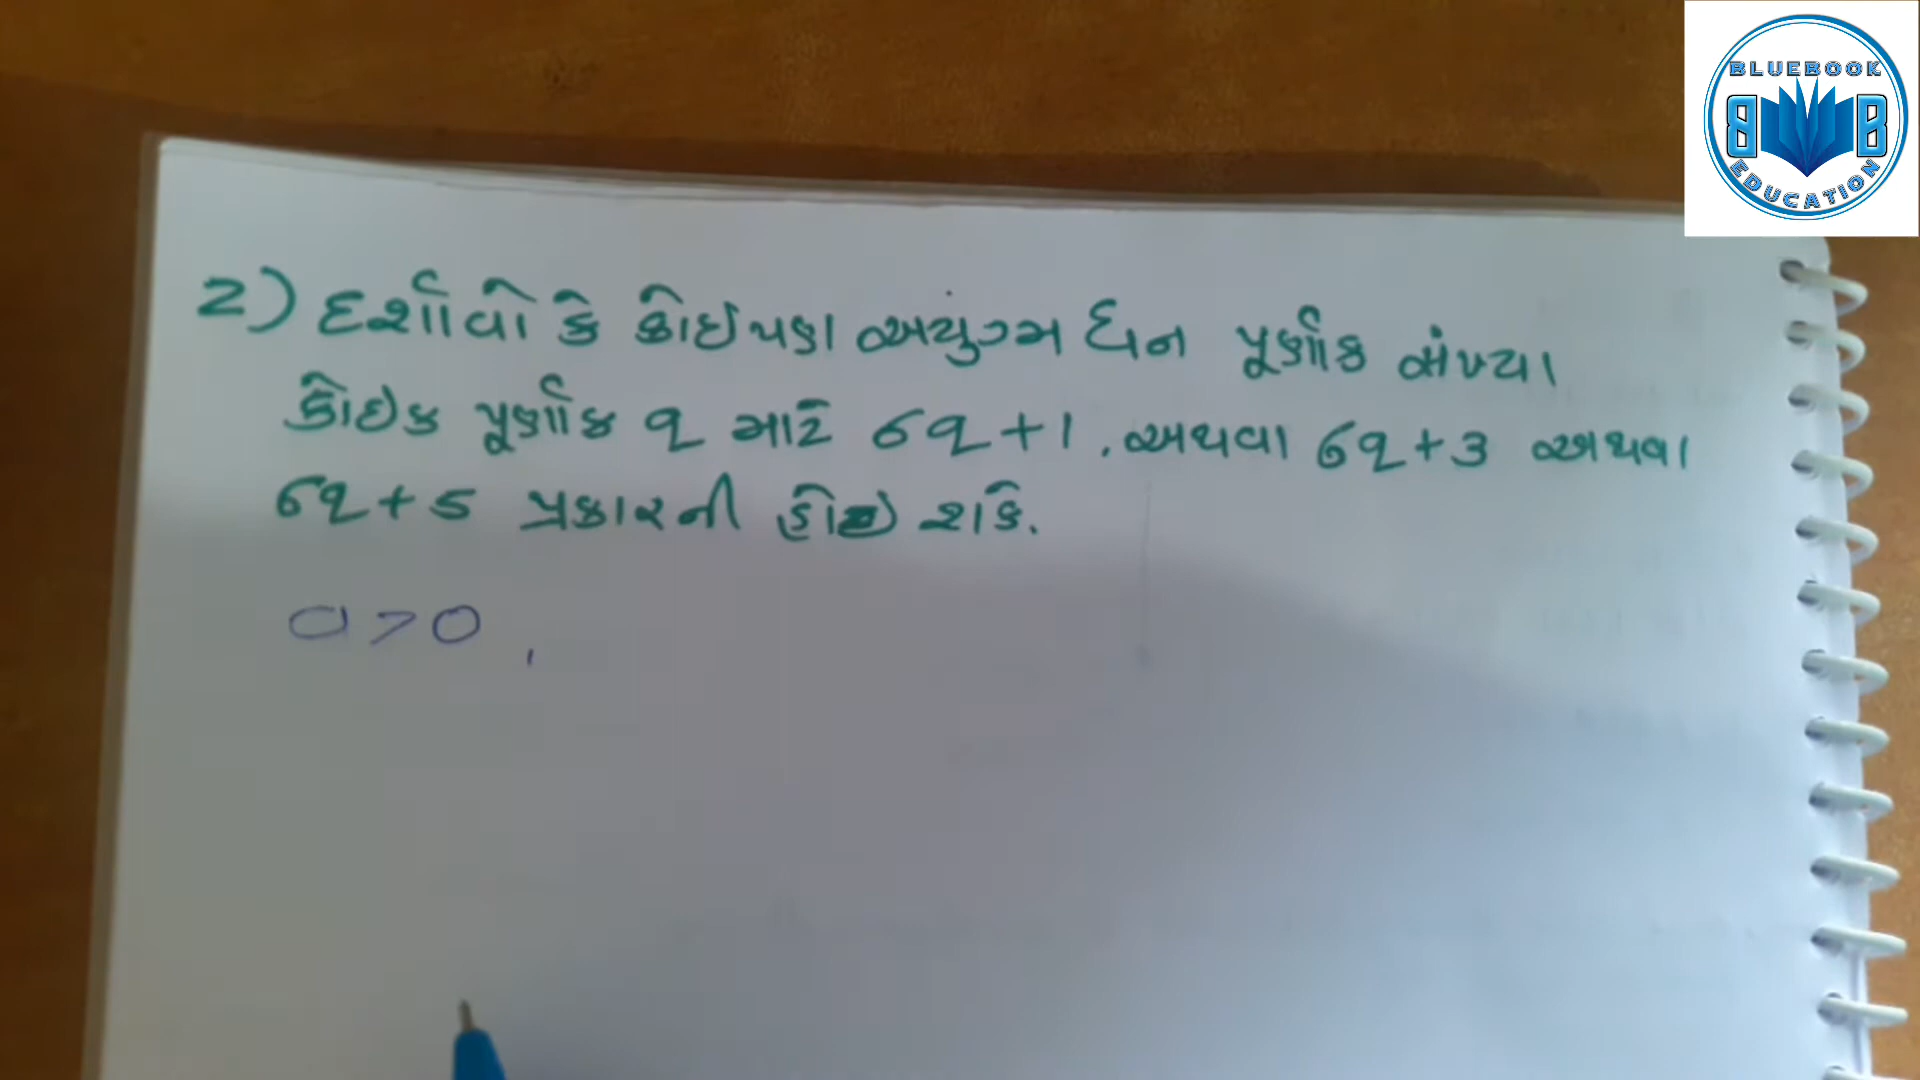 BLUEBOOK
B B
EDUCATION
2) દર્શાવો કે કોઈપણ અયુગ્મ ધન પૂર્ણાંક સંખ્યા
કોઈક પૂર્ણાંક q માટે 6q+1, અથવા 6q+3 અથવા
6q+5 પ્રકારની હોઈ શકે.
a>0,